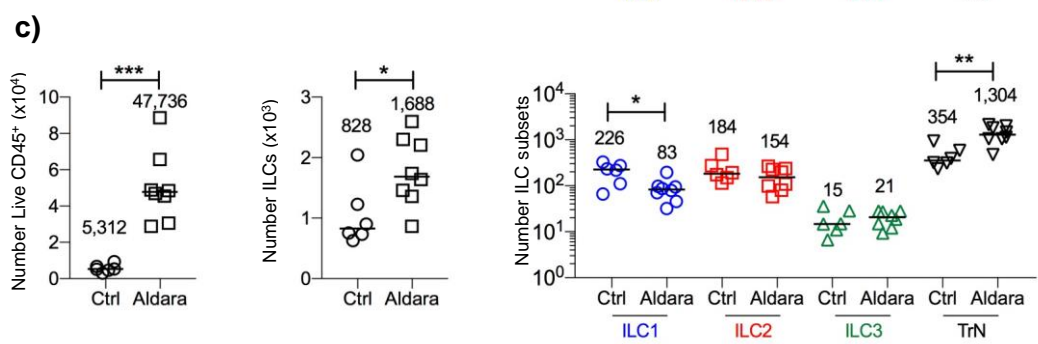 c)
Number Live CD45⁺ (x10⁴)
10
8
6
4
2
0
***
5,312
47,736
Ctrl Aldara
Number ILCs (x10³)
3
2
1
0
*
828
1,688
Ctrl Aldara
Number ILC subsets
10⁴
10³
10²
10¹
10⁰
*
**
226 83 184 154 15 21 354 1,304
Ctrl Aldara Ctrl Aldara Ctrl Aldara Ctrl Aldara
ILC1 ILC2 ILC3 TrN